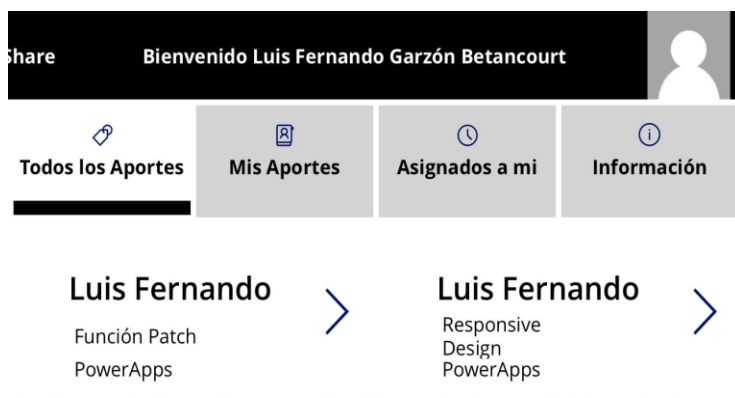 Share
Bienvenido Luis Fernando Garzón Betancourt
Todos los Aportes
Mis Aportes
Asignados a mi
Información
Luis Fernando
Función Patch
PowerApps
Luis Fernando
Responsive
Design
PowerApps